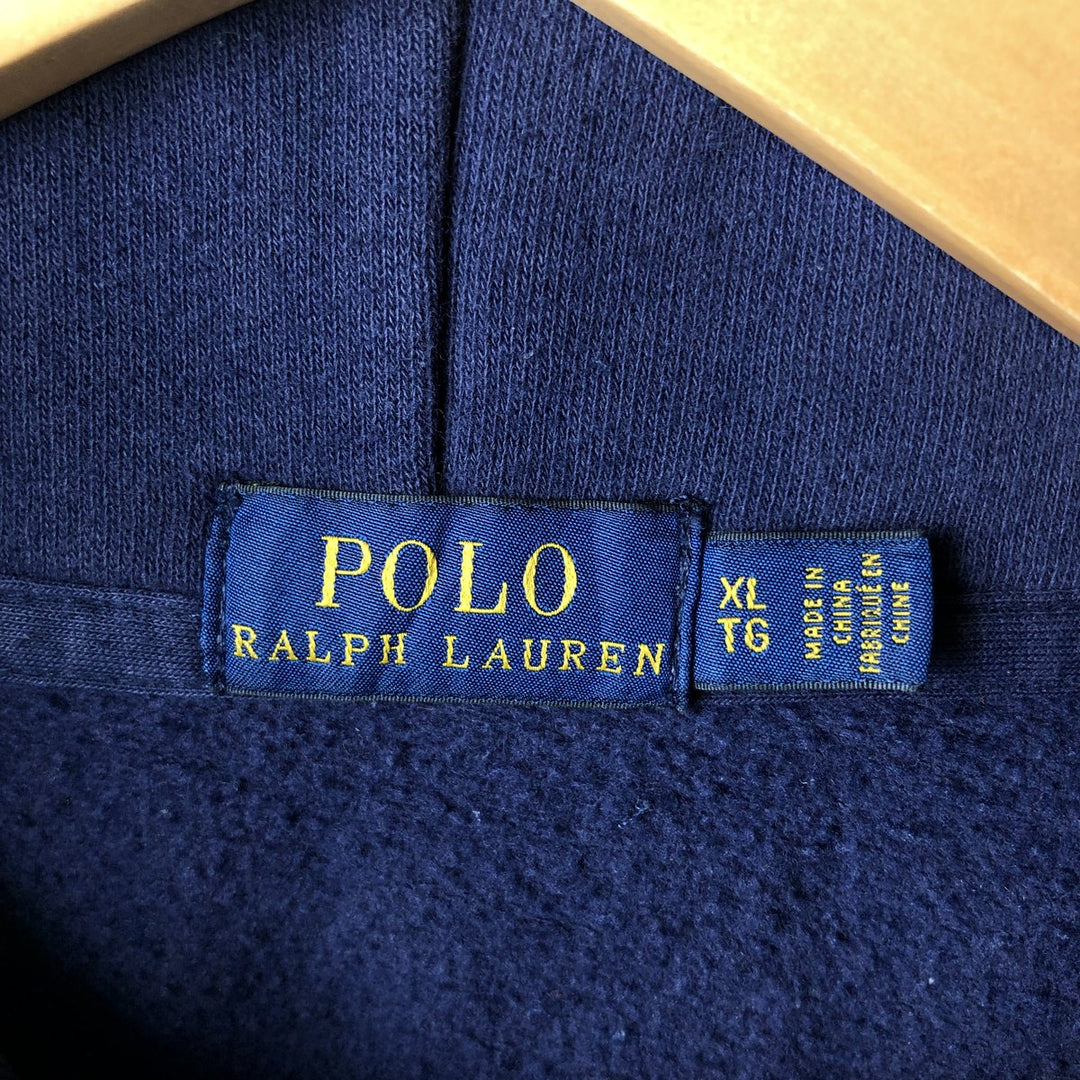 POLO
RALPH LAUREN
XL
TG
MADE IN
CHINA
FABRIQUÉ EN
CHINE